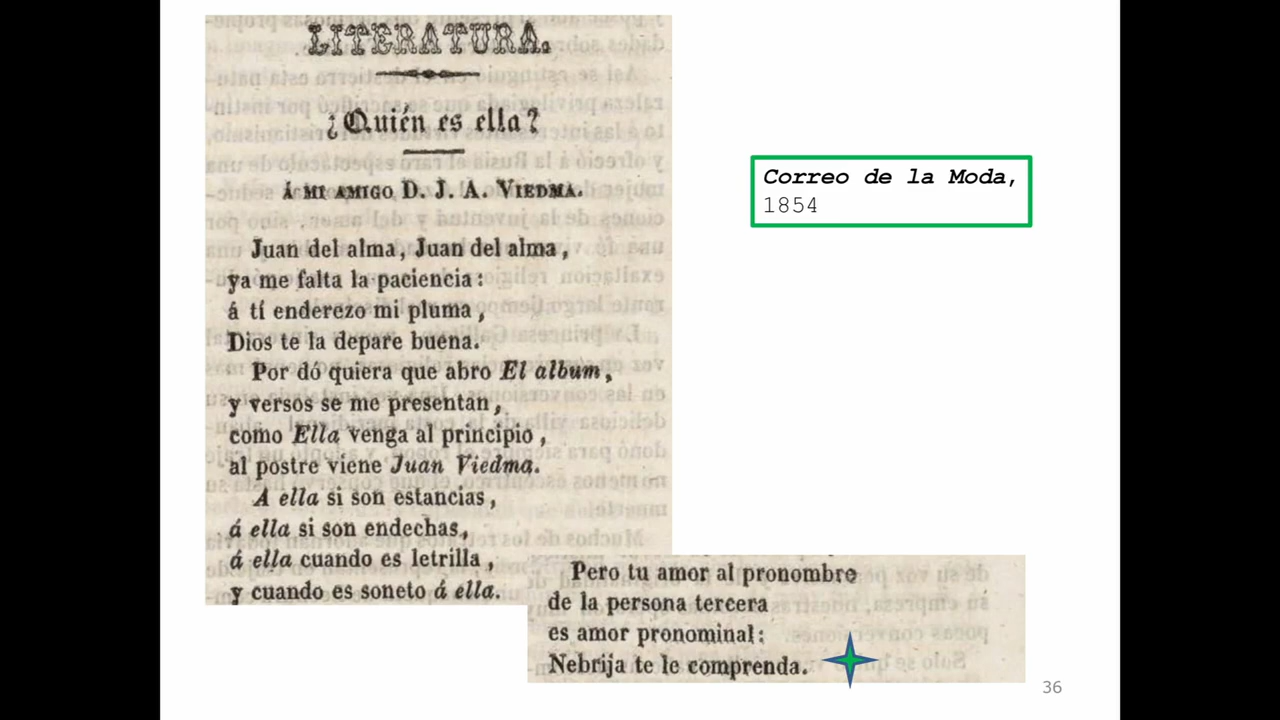 LITERATURA.
¿Quién es ella?
Á MI AMIGO D. J. A. VIEDMA.
Juan del alma, Juan del alma,
ya me falta la paciencia:
á tí enderezo mi pluma,
Dios te la depare buena.
Por dó quiera que abro El album,
y versos se me presentan,
como Ella venga al principio,
al postre viene Juan Viedma.
A ella si son estancias,
á ella si son endechas,
á ella cuando es letrilla
y cuando es soneto á ella.
Pero tu amor al pronombre
de la persona tercera
es amor pronominal:
Nebrija te le comprenda.
Correo de la Moda,
1854
36